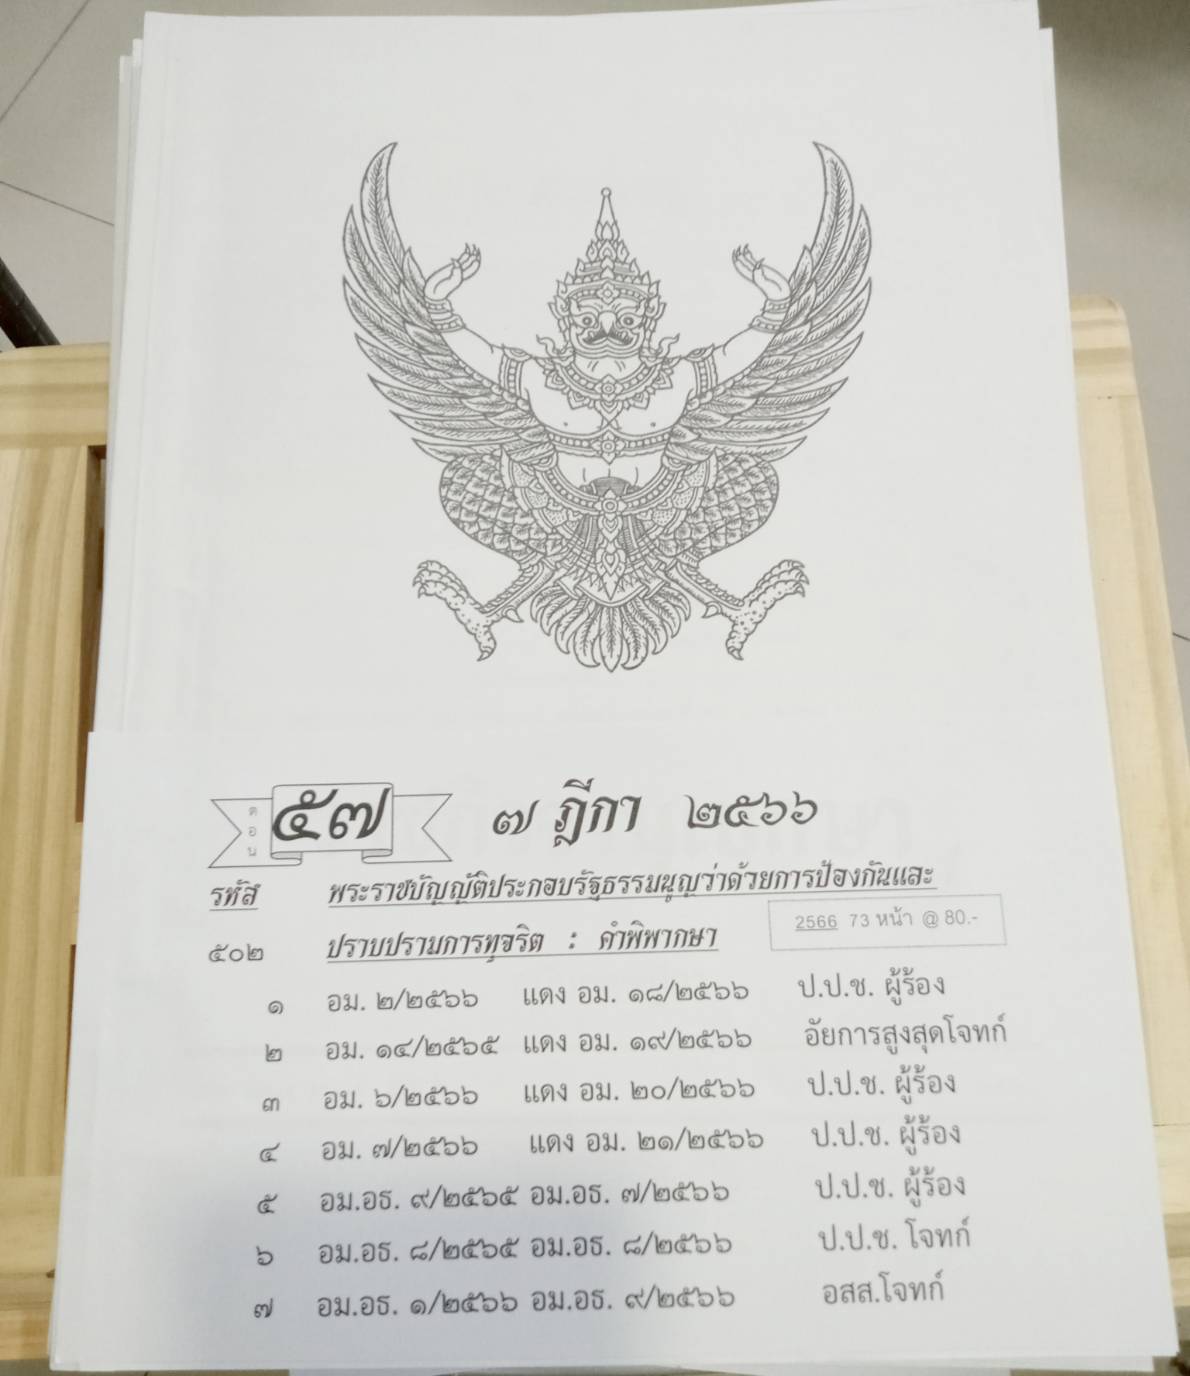 ตอน ๕๗ ๗ ฎีกา ๒๕๖๖
รหัส พระราชบัญญัติประกอบรัฐธรรมนูญว่าด้วยการป้องกันและ
๕๐๒ ปราบปรามการทุจริต : คำพิพากษา 2566 73 หน้า @ 80.-
๑ อม. ๒/๒๕๖๖ แดง อม. ๑๘/๒๕๖๖ ป.ป.ช. ผู้ร้อง
๒ อม. ๑๔/๒๕๖๕ แดง อม. ๑๙/๒๕๖๖ อัยการสูงสุดโจทก์
๓ อม. ๖/๒๕๖๖ แดง อม. ๒๐/๒๕๖๖ ป.ป.ช. ผู้ร้อง
๔ อม. ๗/๒๕๖๖ แดง อม. ๒๑/๒๕๖๖ ป.ป.ช. ผู้ร้อง
๕ อม.อธ. ๙/๒๕๖๕ อม.อธ. ๗/๒๕๖๖ ป.ป.ช. ผู้ร้อง
๖ อม.อธ. ๘/๒๕๖๕ อม.อธ. ๘/๒๕๖๖ ป.ป.ช. โจทก์
๗ อม.อธ. ๑/๒๕๖๖ อม.อธ. ๙/๒๕๖๖ อสส.โจทก์